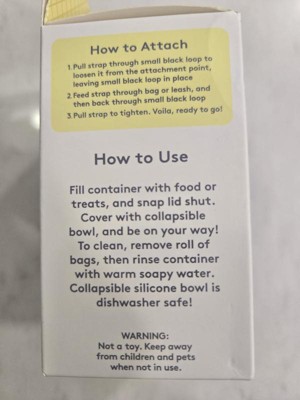 How to Attach
1. Pull strap through small black loop to
loosen it from the attachment point,
leaving small black loop in place
2. Feed strap through bag or leash, and
then back through small black loop
3. Pull strap to tighten. Voila, ready to go!
How to Use
Fill container with food or
treats, and snap lid shut.
Cover with collapsible
bowl, and be on your way!
To clean, remove roll of
bags, then rinse container
with warm soapy water.
Collapsible silicone bowl is
dishwasher safe!
WARNING:
Not a toy. Keep away
from children and pets
when not in use.